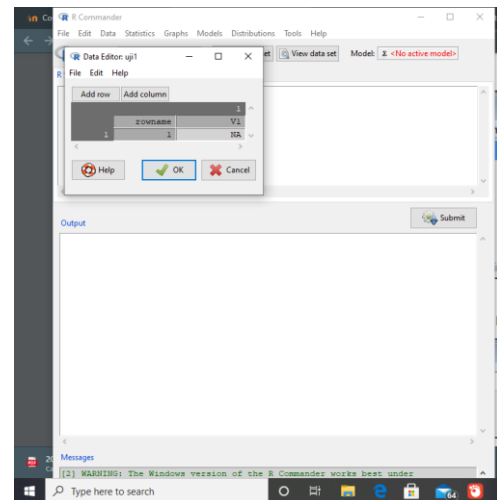 R Commander
File Edit Data Statistics Graphs Models Distributions Tools Help
View data set Model: Σ <No active model>
Data Editor: uji1
File Edit Help
Add row Add column
1
rowname V1
1 1 NA
Help OK Cancel
Submit
Output
Messages
[2] WARNING: The Windows version of the R Commander works best under
Type here to search
64